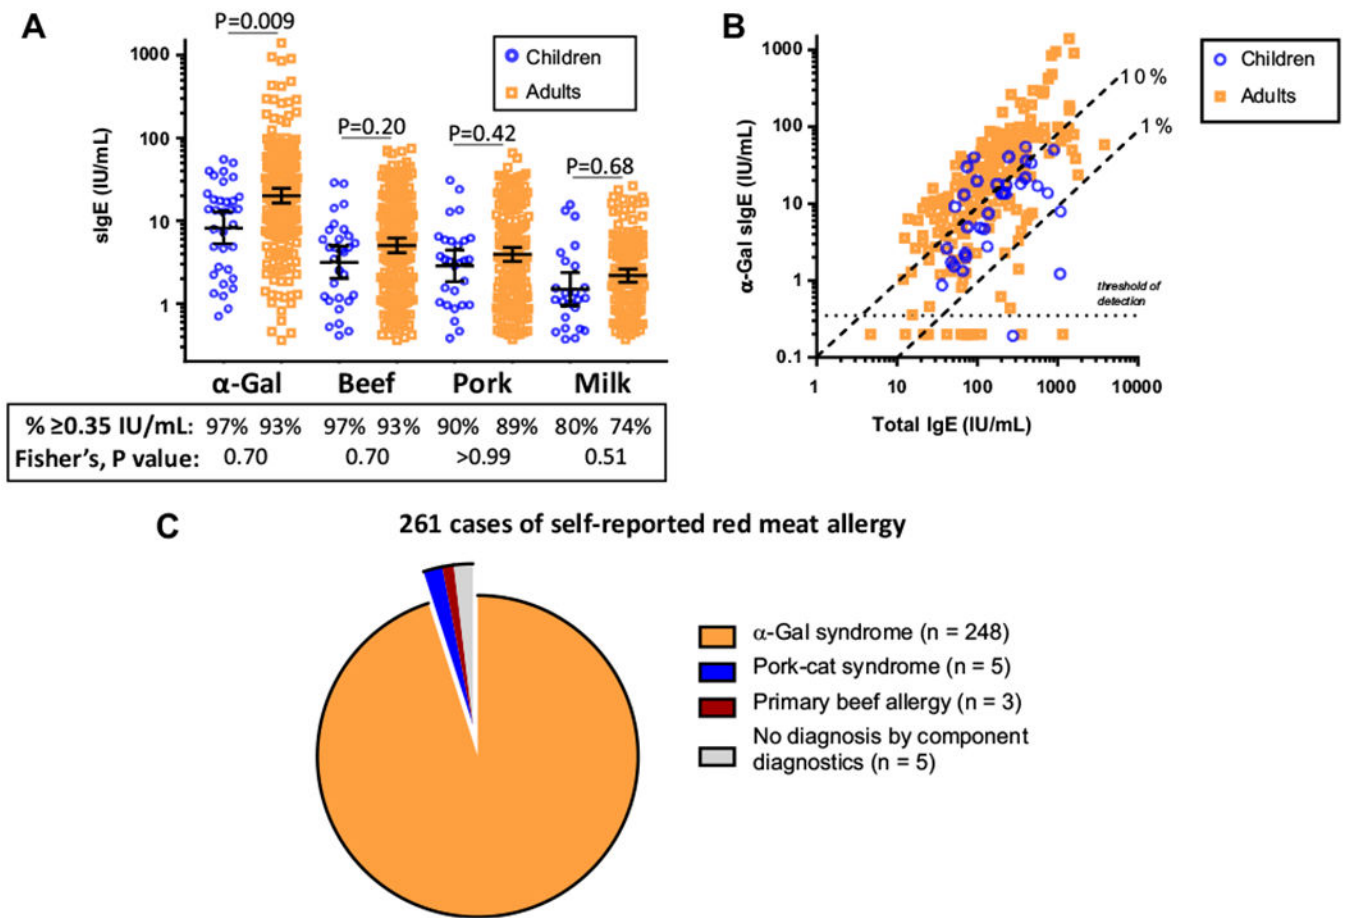 A
P=0.009
P=0.20
P=0.42
P=0.68
Children
Adults
sIgE (IU/mL)
1000
100
10
1
α-Gal Beef Pork Milk
% ≥0.35 IU/mL: 97% 93% 97% 93% 90% 89% 80% 74%
Fisher's, P value: 0.70 0.70 >0.99 0.51
B
Children
Adults
10%
1%
α-Gal sIgE (IU/mL)
1000
100
10
1
0.1
threshold of
detection
1 10 100 1000 10000
Total IgE (IU/mL)
C
261 cases of self-reported red meat allergy
α-Gal syndrome (n = 248)
Pork-cat syndrome (n = 5)
Primary beef allergy (n = 3)
No diagnosis by component
diagnostics (n = 5)